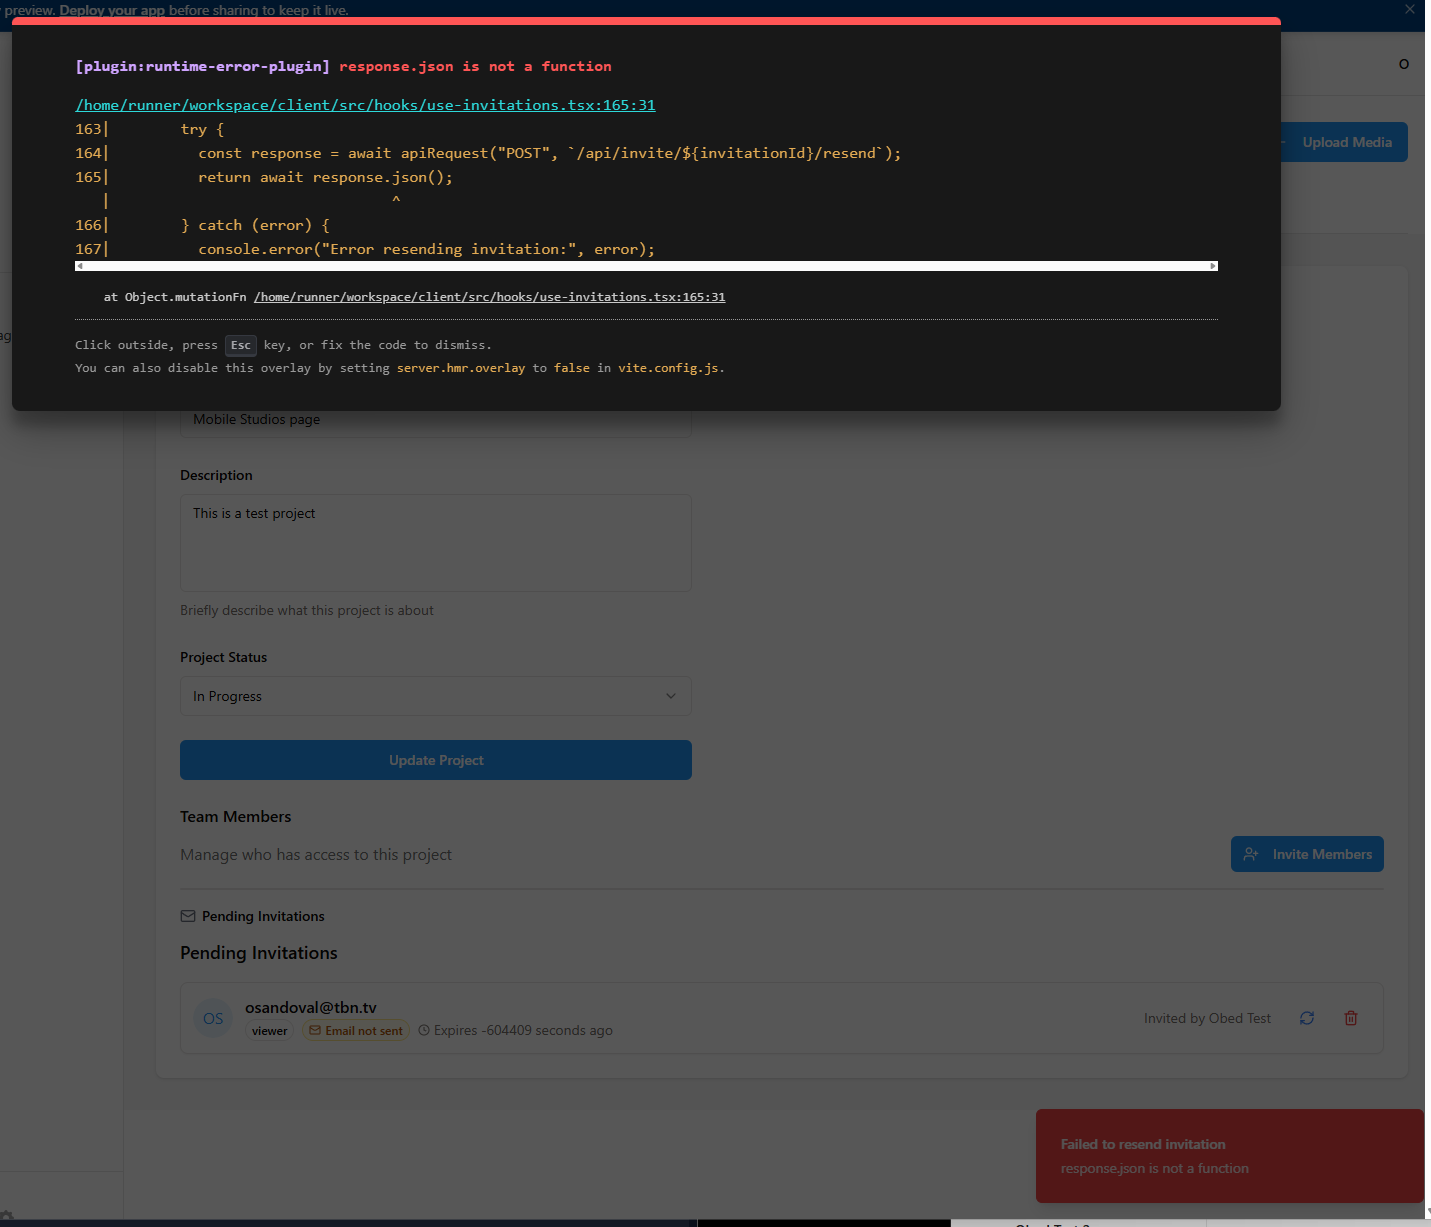 preview. Deploy your app before sharing to keep it live.
[plugin:runtime-error-plugin] response.json is not a function
O
/home/runner/workspace/client/src/hooks/use-invitations.tsx:165:31
163|        try {
164|          const response = await apiRequest("POST", `/api/invite/${invitationId}/resend`);
165|          return await response.json();
|                                ^
166|        } catch (error) {
167|          console.error("Error resending invitation:", error);
Upload Media
at Object.mutationFn /home/runner/workspace/client/src/hooks/use-invitations.tsx:165:31
Click outside, press Esc key, or fix the code to dismiss.
You can also disable this overlay by setting server.hmr.overlay to false in vite.config.js.
Mobile Studios page
Description
This is a test project
Briefly describe what this project is about
Project Status
In Progress
Update Project
Team Members
Manage who has access to this project
Invite Members
Pending Invitations
Pending Invitations
OS
osandoval@tbn.tv
viewer
Email not sent
Expires -604409 seconds ago
Invited by Obed Test
Failed to resend invitation
response.json is not a function